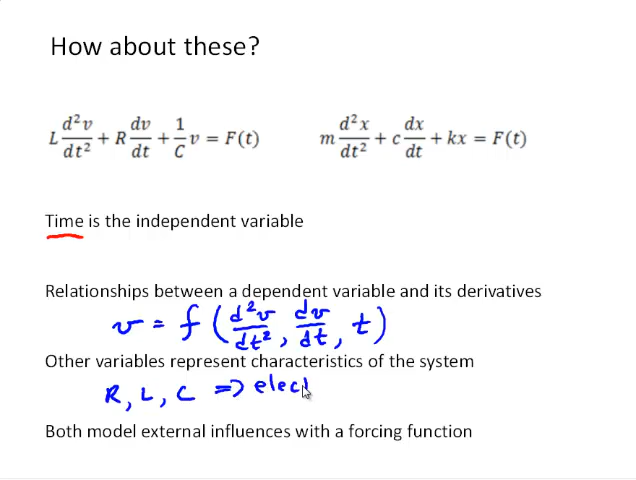 How about these?
L d²v/dt² + R dv/dt + 1/C v = F(t)
m d²x/dt² + c dx/dt + kx = F(t)
Time is the independent variable
Relationships between a dependent variable and its derivatives
v = f ( d²v/dt² , dv/dt , t )
Other variables represent characteristics of the system
R, L, C => elect
Both model external influences with a forcing function